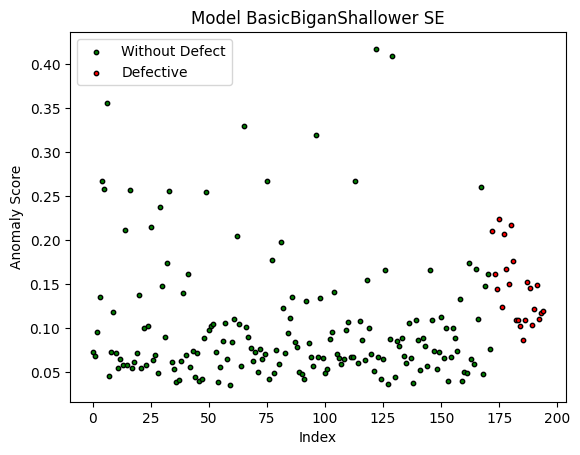 Model BasicBiganShallower SE
Without Defect
Defective
Anomaly Score
0.40
0.35
0.30
0.25
0.20
0.15
0.10
0.05
0 25 50 75 100 125 150 175 200
Index